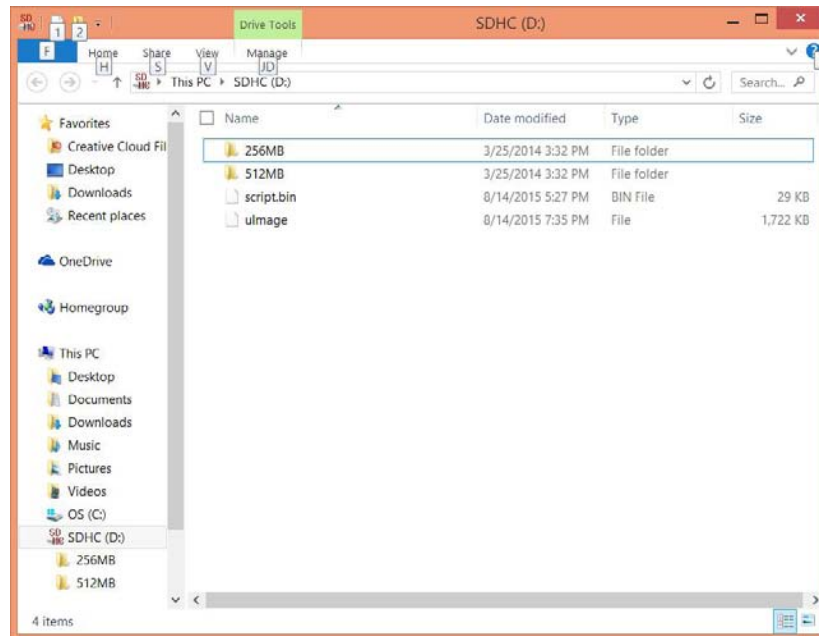 SD HC 1 2 Drive Tools SDHC (D:)
F Home Share View Manage
H S V JD
This PC SDHC (D:) Search...
Name Date modified Type Size
Favorites
Creative Cloud Fil
Desktop
Downloads
Recent places
OneDrive
Homegroup
This PC
Desktop
Documents
Downloads
Music
Pictures
Videos
OS (C:)
SDHC (D:)
256MB
512MB
256MB 3/25/2014 3:32 PM File folder
512MB 3/25/2014 3:32 PM File folder
script.bin 8/14/2015 5:27 PM BIN File 29 KB
uImage 8/14/2015 7:35 PM File 1,722 KB
4 items